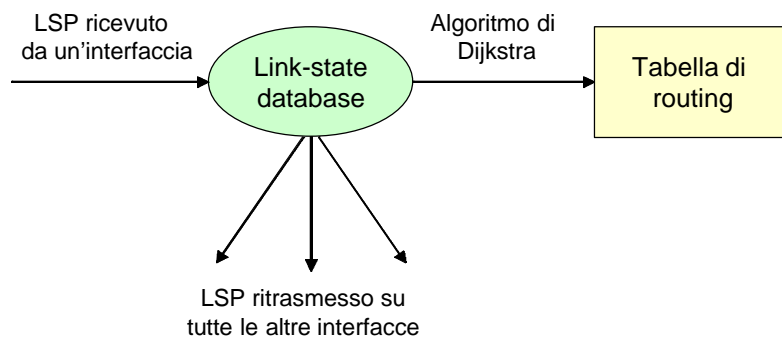 LSP ricevuto
da un'interfaccia
Link-state
database
Algoritmo di
Dijkstra
Tabella di
routing
LSP ritrasmesso su
tutte le altre interfacce